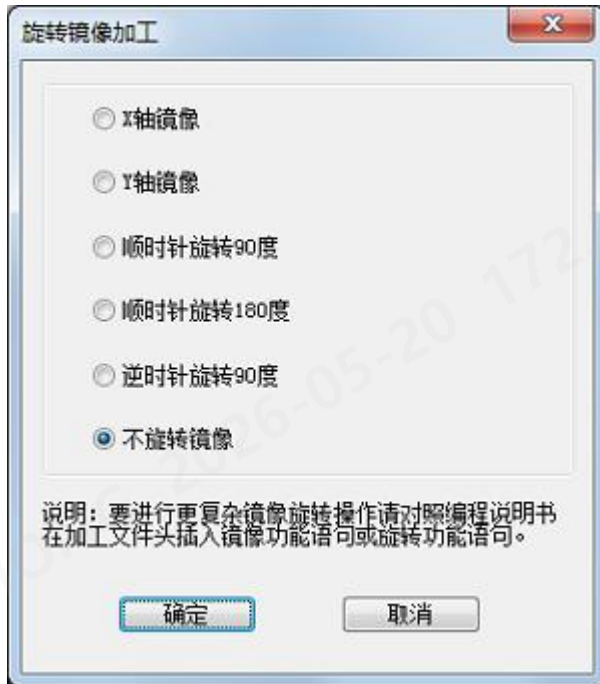 旋转镜像加工
X轴镜像
Y轴镜像
顺时针旋转90度
顺时针旋转180度
逆时针旋转90度
不旋转镜像
说明：要进行更复杂镜像旋转操作请对照编程说明书
在加工文件头插入镜像功能语句或旋转功能语句。
确定
取消